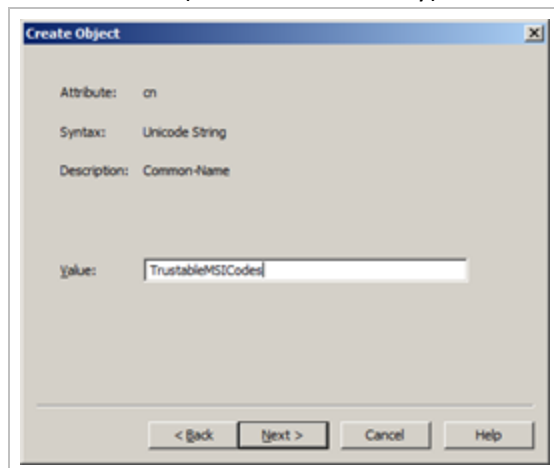 Create Object
Attribute: cn
Syntax: Unicode String
Description: Common-Name
Value: TrustableMSICodes
< Back Next > Cancel Help